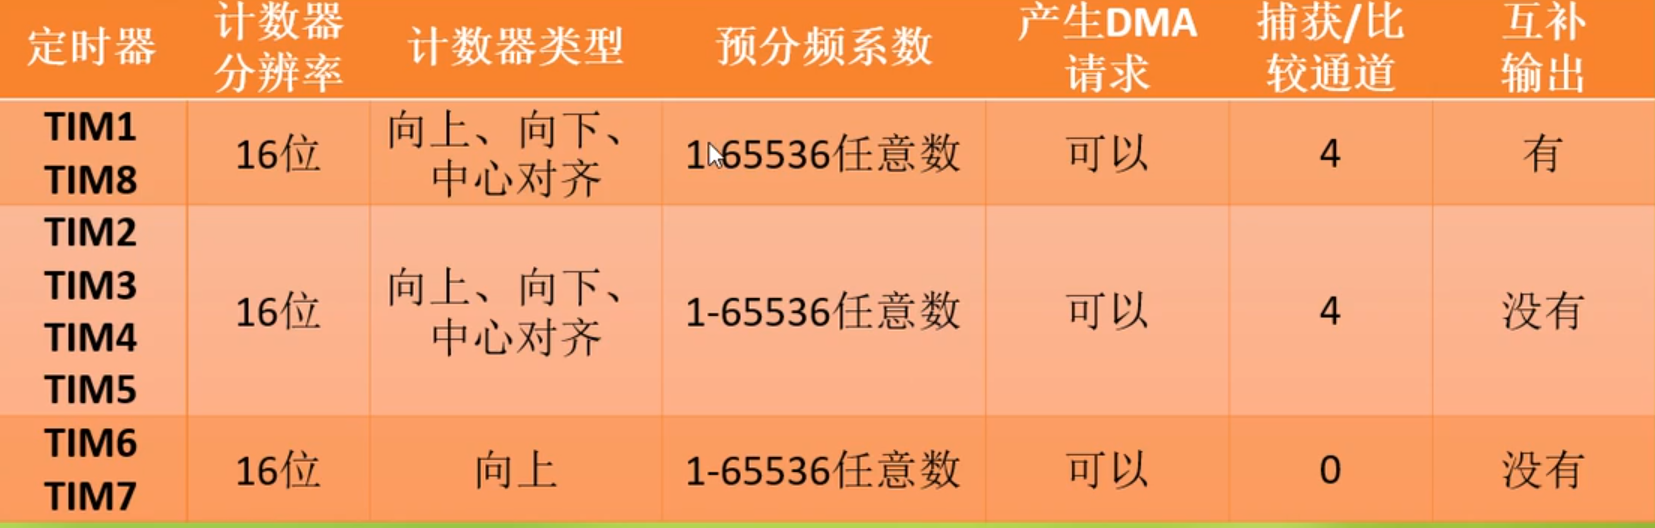 定时器
计数器
分辨率
计数器类型
预分频系数
产生DMA
请求
捕获/比
较通道
互补
输出
TIM1
TIM8
16位
向上、向下、
中心对齐
1-65536任意数
可以
4
有
TIM2
TIM3
TIM4
TIM5
16位
向上、向下、
中心对齐
1-65536任意数
可以
4
没有
TIM6
TIM7
16位
向上
1-65536任意数
可以
0
没有